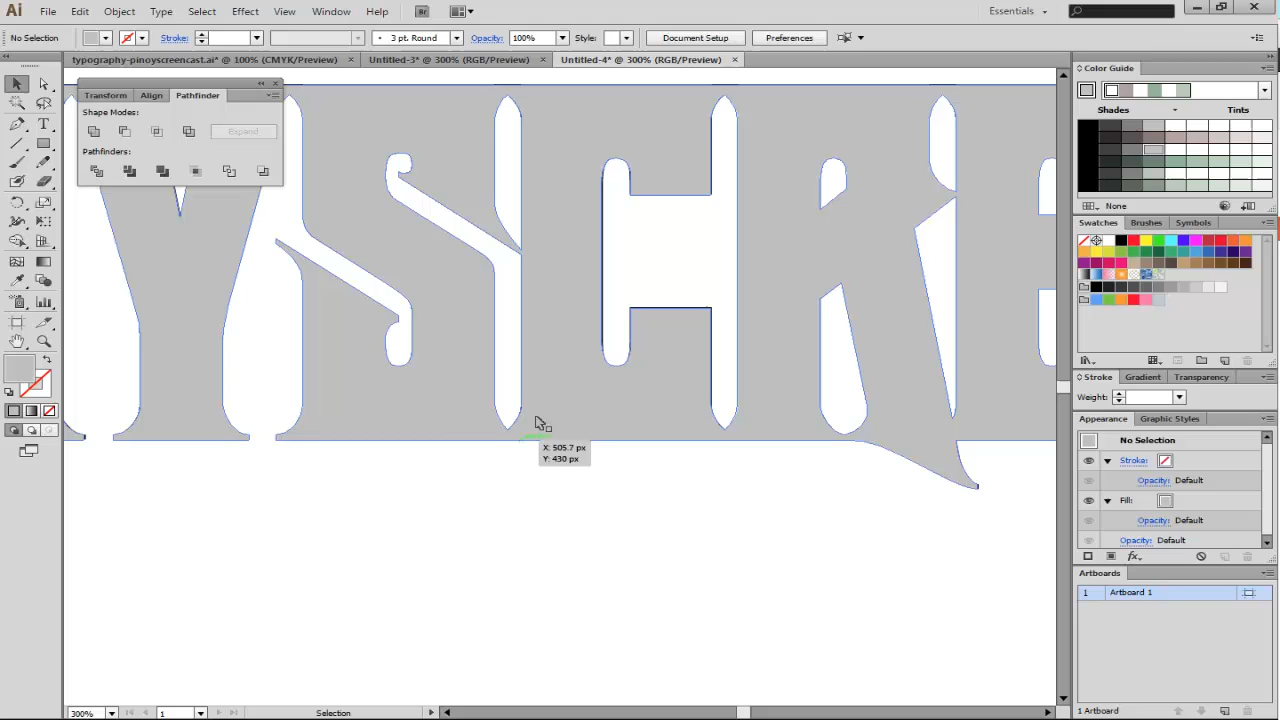 Ai File Edit Object Type Select Effect View Window Help Br Essentials
No Selection Stroke: 3 pt. Round Opacity: 100% Style: Document Setup Preferences
typography-pinoyscreencast.ai* @ 100% (CMYK/Preview) × Untitled-3* @ 300% (RGB/Preview) × Untitled-4* @ 300% (RGB/Preview) ×
Transform Align Pathfinder
Shape Modes:
Expand
Pathfinders:
X: 505.7 px
Y: 430 px
Color Guide
Shades Tints
None
Swatches Brushes Symbols
Stroke Gradient Transparency
Weight:
Appearance Graphic Styles
No Selection
Stroke:
Opacity: Default
Fill:
Opacity: Default
Opacity: Default
fx
Artboards
1 Artboard 1
1 Artboard
300% 1 Selection